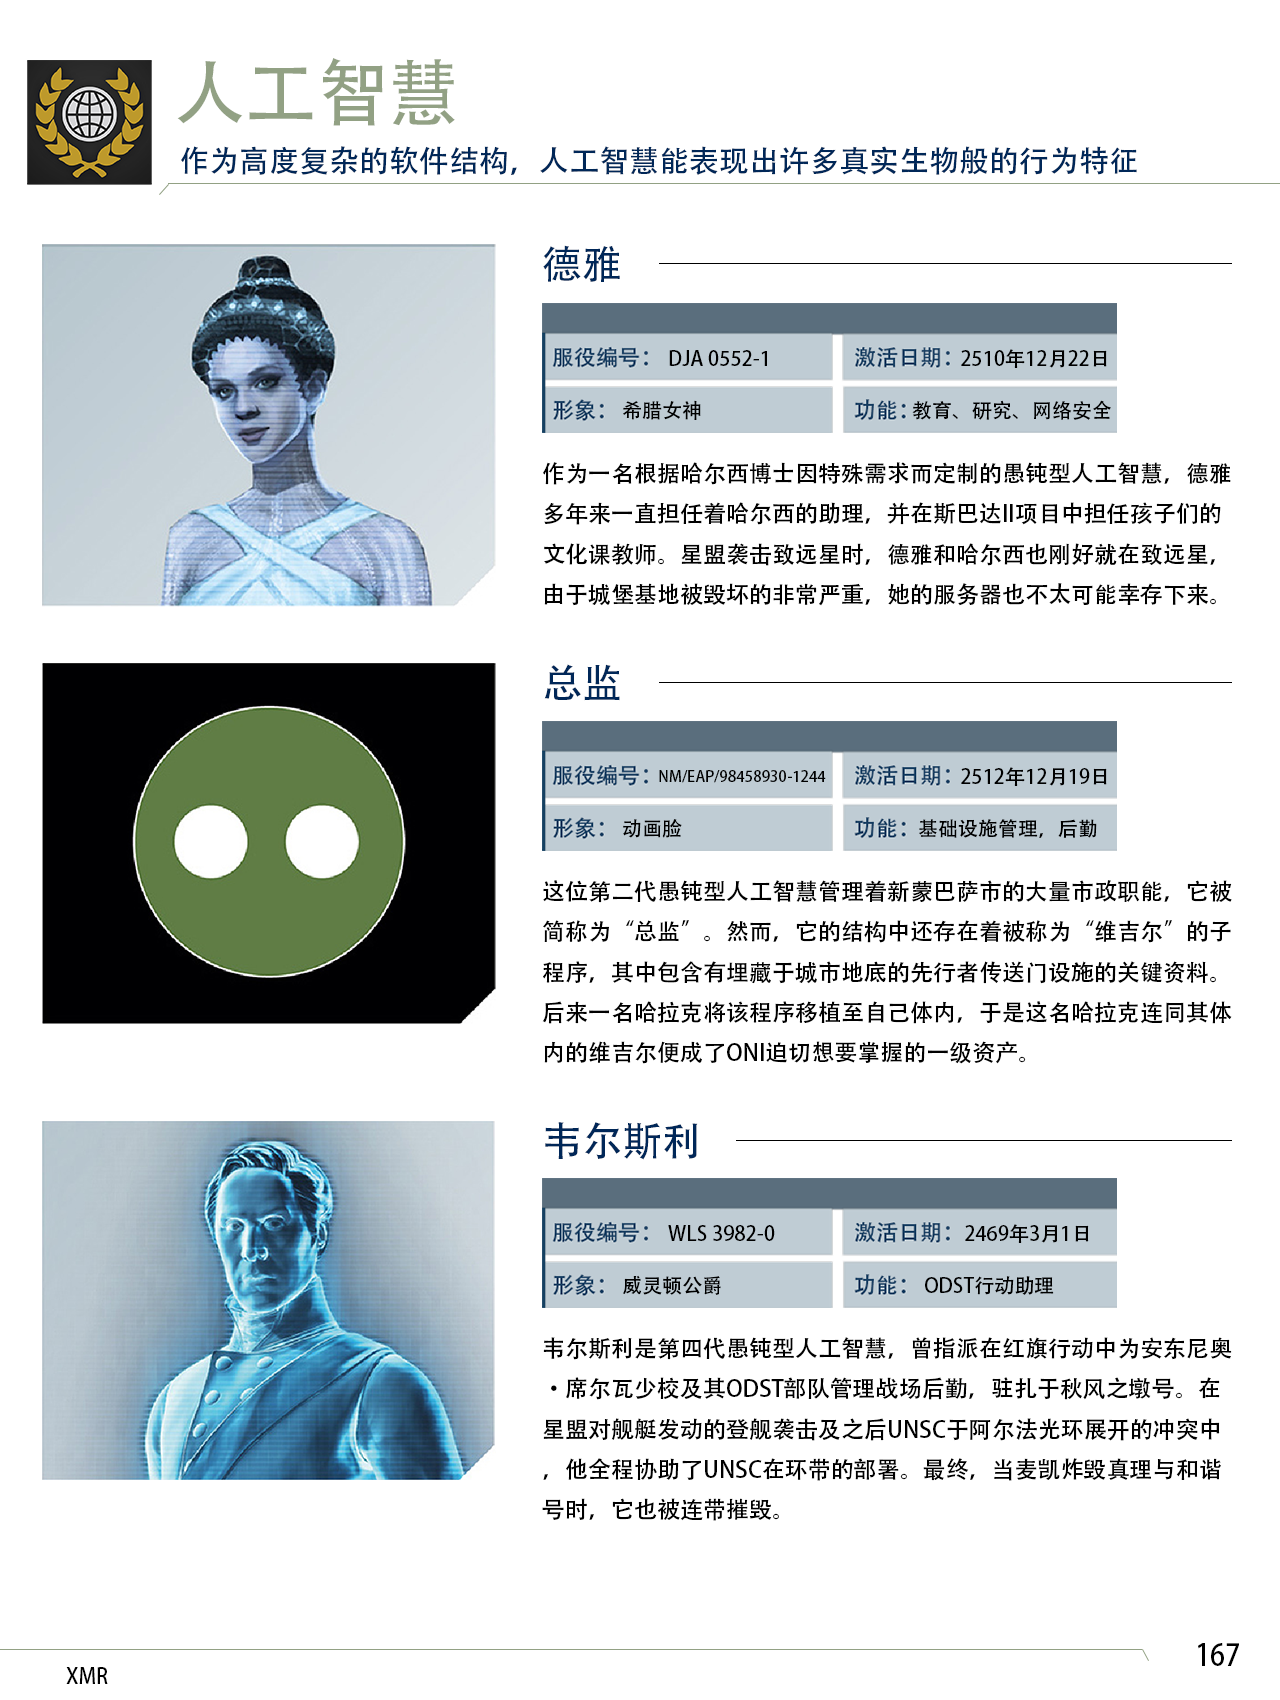 人工智慧
作为高度复杂的软件结构，人工智慧能表现出许多真实生物般的行为特征
德雅
服役编号： DJA 0552-1 激活日期：2510年12月22日
形象： 希腊女神 功能：教育、研究、网络安全
作为一名根据哈尔西博士因特殊需求而定制的愚钝型人工智慧，德雅
多年来一直担任着哈尔西的助理，并在斯巴达II项目中担任孩子们的
文化课教师。星盟袭击致远星时，德雅和哈尔西也刚好就在致远星，
由于城堡基地被毁坏的非常严重，她的服务器也不太可能幸存下来。
总监
服役编号：NM/EAP/98458930-1244 激活日期：2512年12月19日
形象： 动画脸 功能：基础设施管理，后勤
这位第二代愚钝型人工智慧管理着新蒙巴萨市的大量市政职能，它被
简称为“总监”。然而，它的结构中还存在着被称为“维吉尔”的子
程序，其中包含有埋藏于城市地底的先行者传送门设施的关键资料。
后来一名哈拉克将该程序移植至自己体内，于是这名哈拉克连同其体
内的维吉尔便成了ONI迫切想要掌握的一级资产。
韦尔斯利
服役编号： WLS 3982-0 激活日期：2469年3月1日
形象： 威灵顿公爵 功能： ODST行动助理
韦尔斯利是第四代愚钝型人工智慧，曾指派在红旗行动中为安东尼奥
·席尔瓦少校及其ODST部队管理战场后勤，驻扎于秋风之墩号。在
星盟对舰艇发动的登舰袭击及之后UNSC于阿尔法光环展开的冲突中
，他全程协助了UNSC在环带的部署。最终，当麦凯炸毁真理与和谐
号时，它也被连带摧毁。
167
XMR